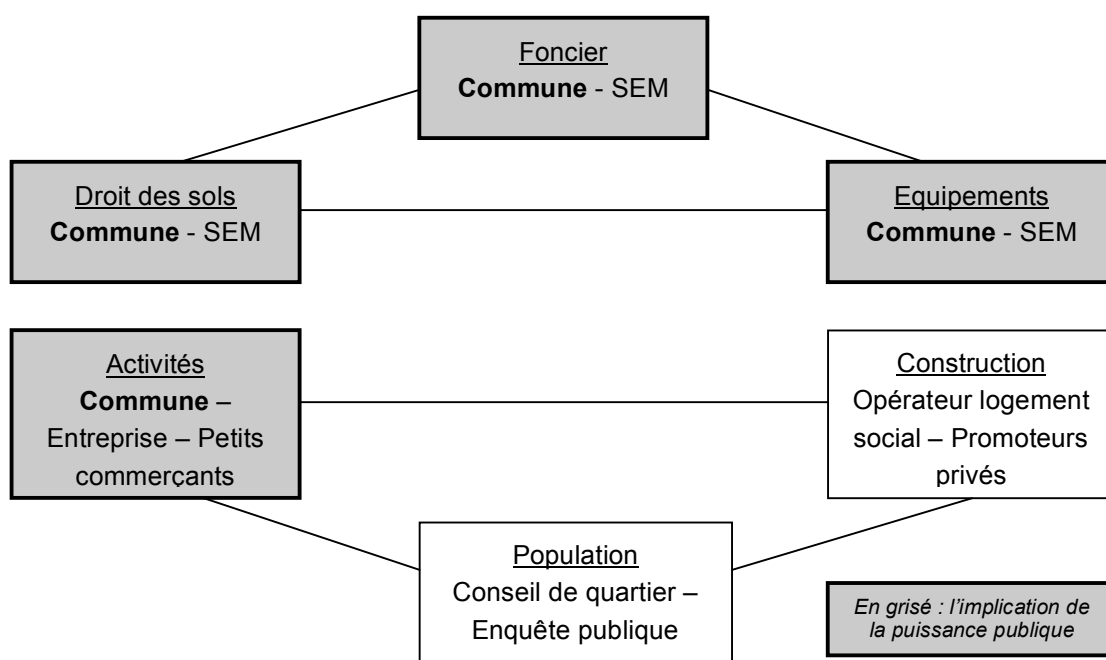 Foncier
Commune - SEM
Droit des sols
Commune - SEM
Equipements
Commune - SEM
Activités
Commune –
Entreprise – Petits
commerçants
Construction
Opérateur logement
social – Promoteurs
privés
Population
Conseil de quartier –
Enquête publique
En grisé : l'implication de
la puissance publique